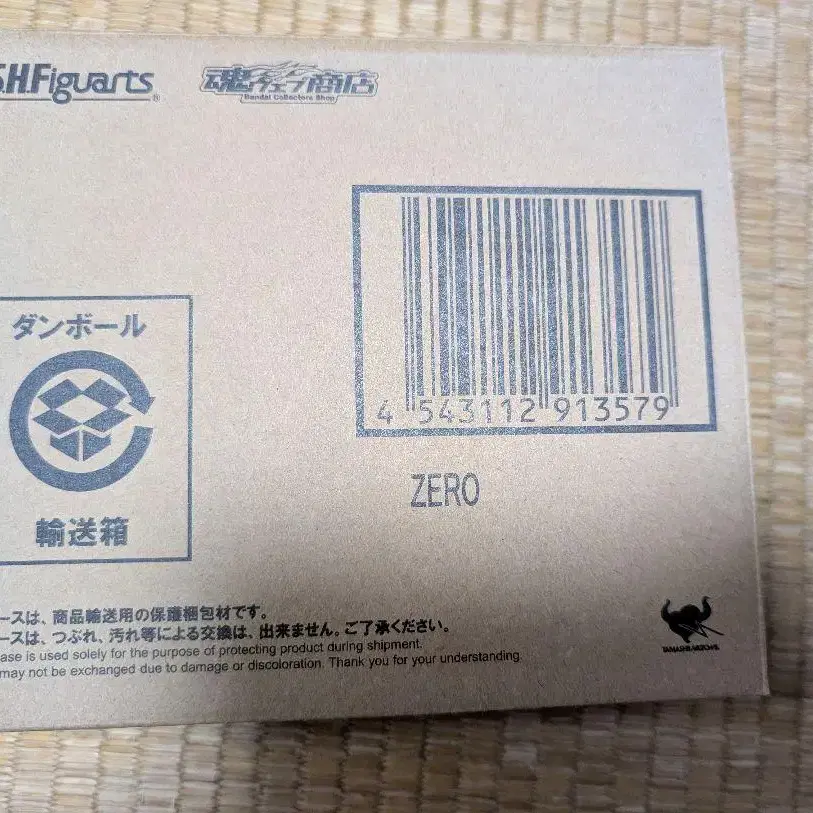 S.H.Figuarts
魂ウェブ商店
Bandai Collectors Shop
4 543112 913579
ZERO
ダンボール
輸送箱
ースは、商品輸送用の保護梱包材です。
ースは、つぶれ、汚れ等による交換は、出来ません。ご了承ください。
ase is used solely for the purpose of protecting product during shipment.
may not be exchanged due to damage or discoloration. Thank you for your understanding.
TAMASHII NATIONS